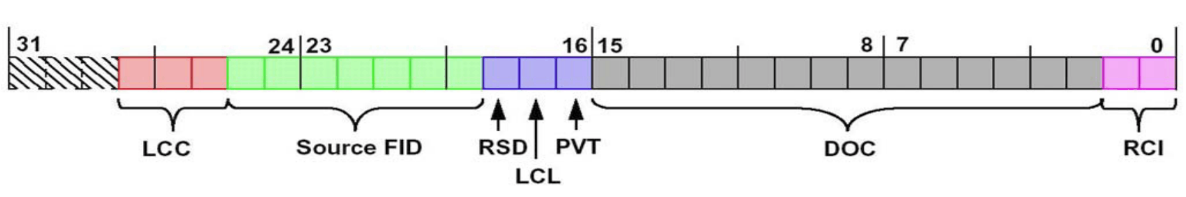 31 24 23 16 15 8 7 0
LCC Source FID RSD PVT DOC RCI
LCL